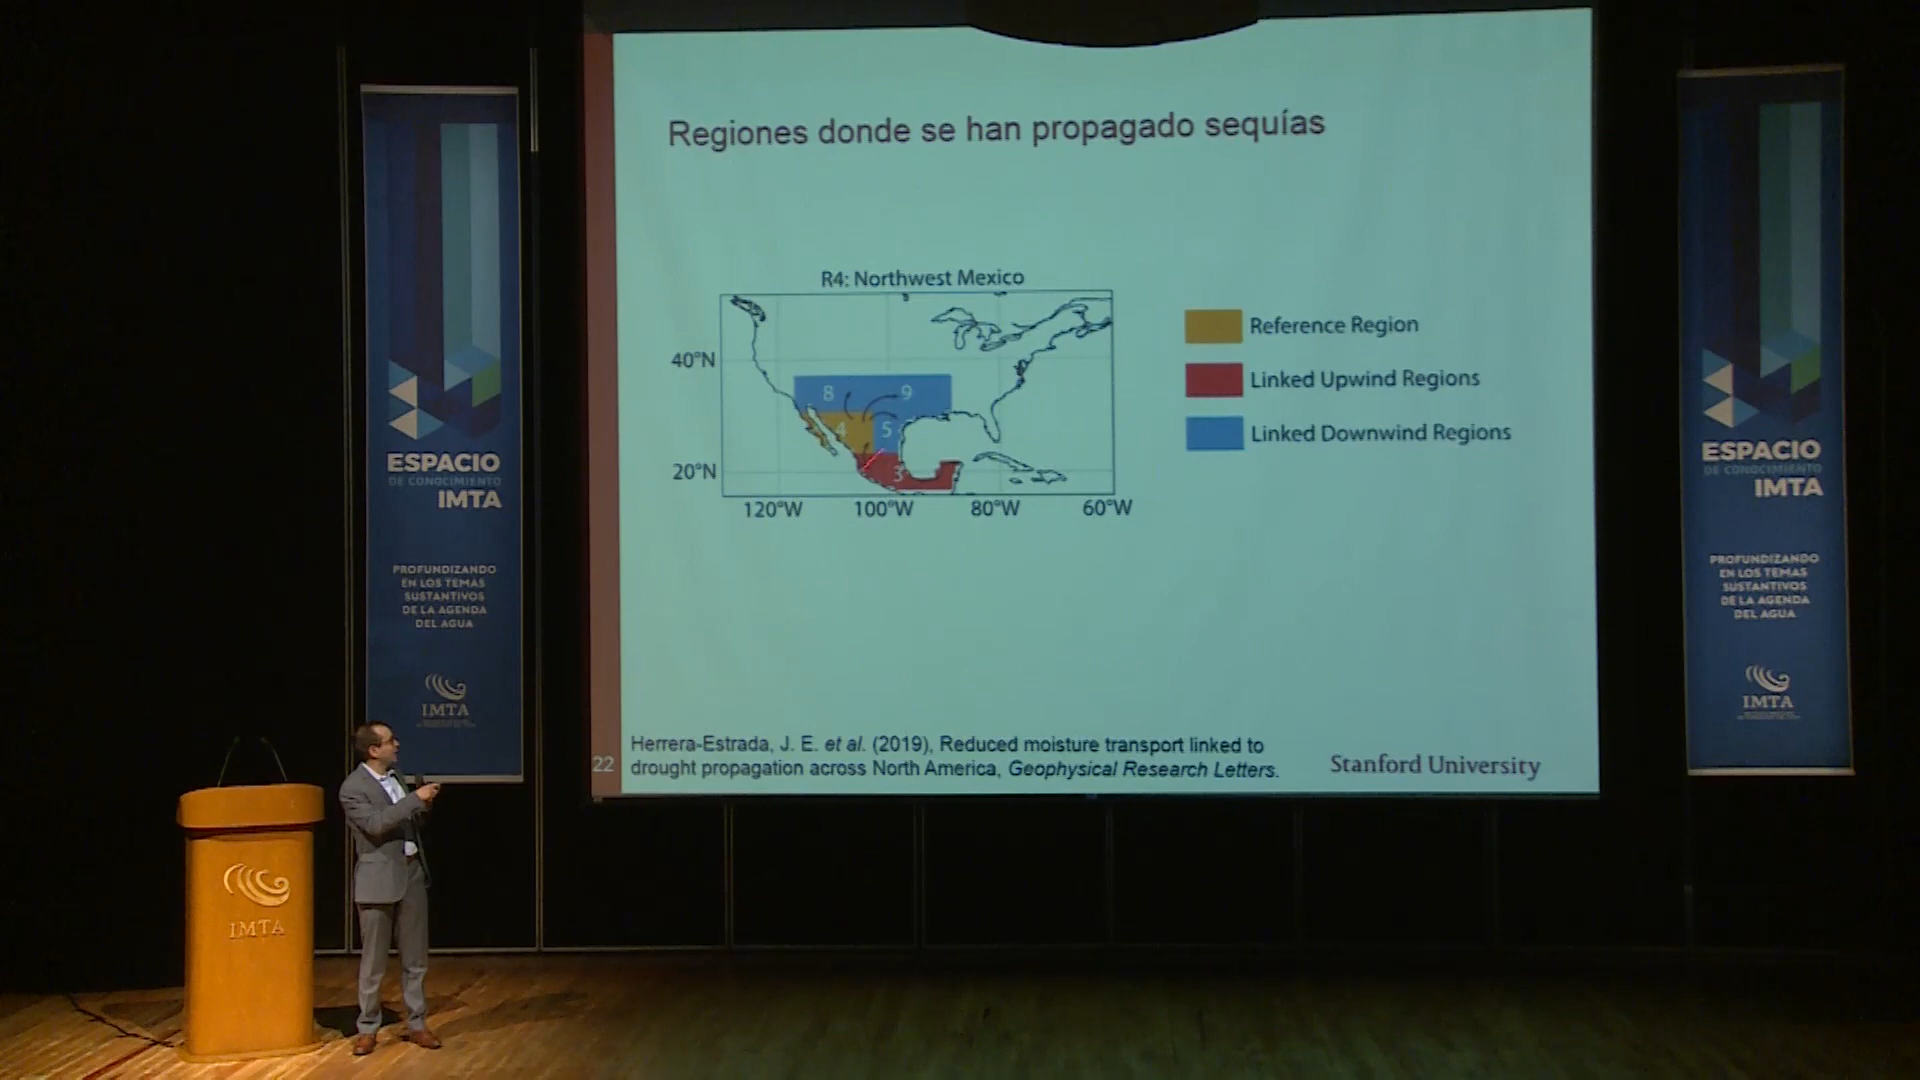 Regiones donde se han propagado sequías
R4: Northwest Mexico
40°N
20°N
120°W
100°W
80°W
60°W
8
9
4
5
3
Reference Region
Linked Upwind Regions
Linked Downwind Regions
22
Herrera-Estrada, J. E. et al. (2019), Reduced moisture transport linked to
drought propagation across North America, Geophysical Research Letters.
Stanford University
ESPACIO
DE CONOCIMIENTO
IMTA
PROFUNDIZANDO
EN LOS TEMAS
SUSTANTIVOS
DE LA AGENDA
DEL AGUA
IMTA
IMTA
ESPACIO
DE CONOCIMIENTO
IMTA
PROFUNDIZANDO
EN LOS TEMAS
SUSTANTIVOS
DE LA AGENDA
DEL AGUA
IMTA